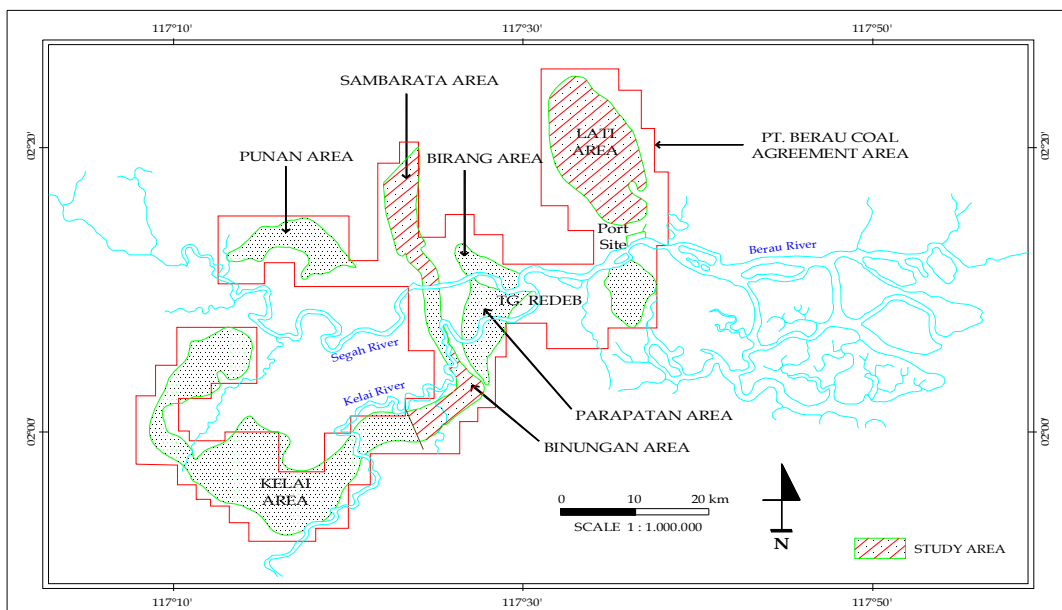 117°10'
117°30'
117°50'
SAMBARATA AREA
PUNAN AREA
BIRANG AREA
LATI
AREA
PT. BERAU COAL
AGREEMENT AREA
02°20'
02°20'
Port
Site
Berau River
TG. REDEB
Segah River
Kelai River
PARAPATAN AREA
BINUNGAN AREA
02°00'
02°00'
KELAI
AREA
0 10 20 km
SCALE 1 : 1.000.000
N
STUDY AREA
117°10'
117°30'
117°50'